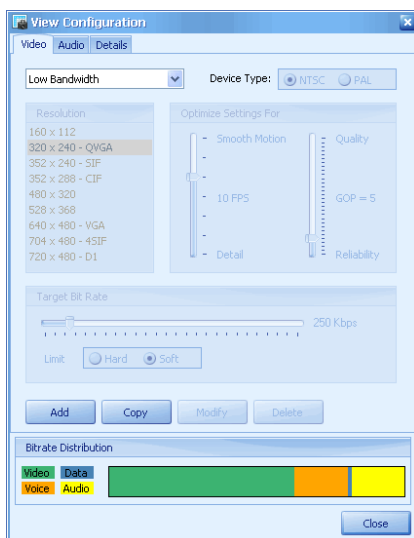 View Configuration
Video Audio Details
Low Bandwidth
Device Type: NTSC PAL
Resolution
160 x 112
320 x 240 - QVGA
352 x 240 - SIF
352 x 288 - CIF
480 x 320
528 x 368
640 x 480 - VGA
704 x 480 - 4SIF
720 x 480 - D1
Optimize Settings For
- Smooth Motion
- 10 FPS
- Detail
Quality
GOP = 5
Reliability
Target Bit Rate
250 Kbps
Limit Hard Soft
Add Copy Modify Delete
Bitrate Distribution
Video Data
Voice Audio
Close